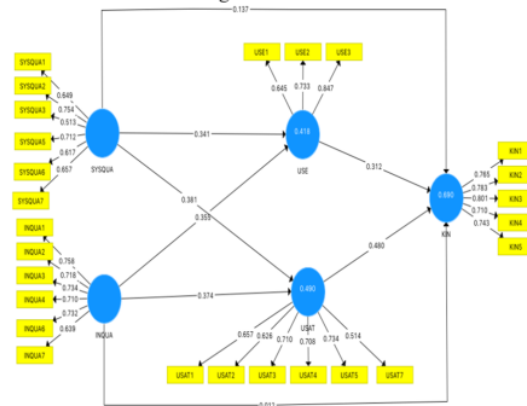 0.137
USE1 USE2 USE3
SYSQUA1
SYSQUA2
SYSQUA3
SYSQUA5
SYSQUA6
SYSQUA7
0.649
0.754
0.513
0.712
0.617
0.657
0.645 0.733 0.847
SYSQUA
0.341
0.418
USE
0.312
0.381
0.355
KIN1
KIN2
KIN3
KIN4
KIN5
0.765
0.783
0.801
0.710
0.743
0.690
KIN
0.480
INQUA1
INQUA2
INQUA3
INQUA4
INQUA6
INQUA7
0.758
0.718
0.734
0.710
0.732
0.639
INQUA
0.374
0.490
USAT
0.657 0.626 0.710 0.708 0.734 0.514
USAT1 USAT2 USAT3 USAT4 USAT5 USAT7